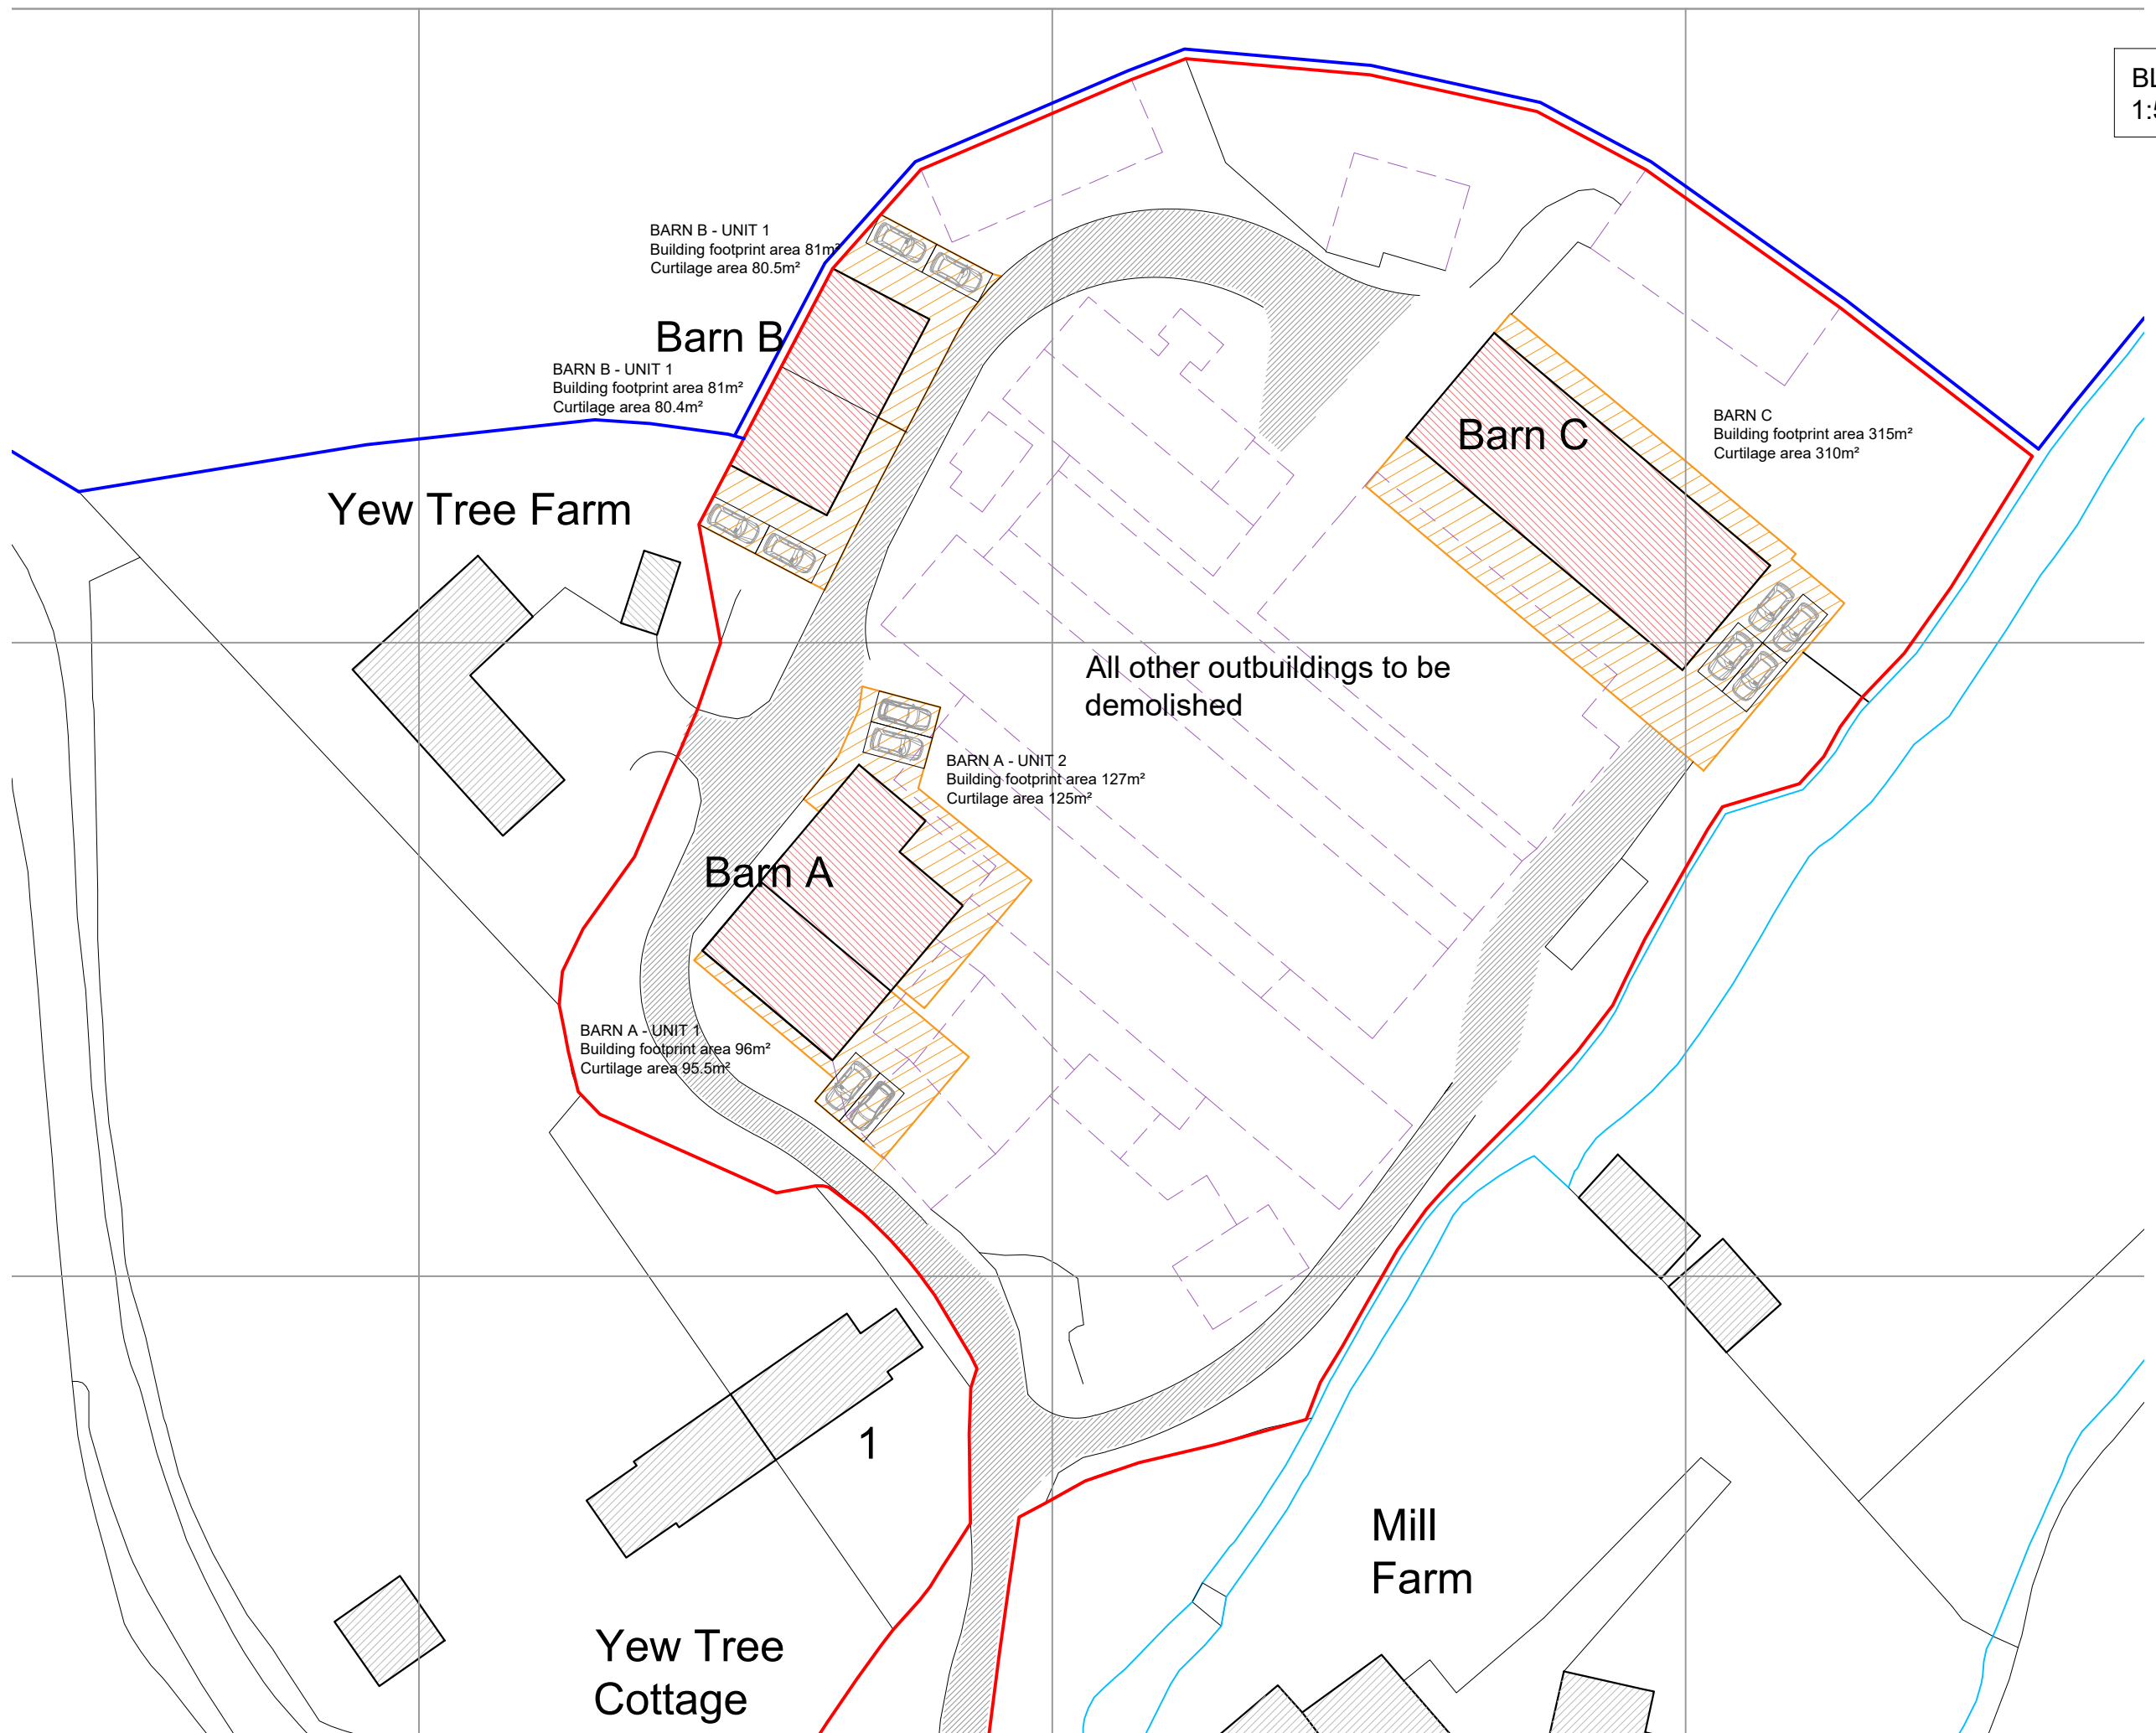 BARN B - UNIT 1
Building footprint area 81m²
Curtilage area 80.5m²
Barn B
BARN B - UNIT 1
Building footprint area 81m²
Curtilage area 80.4m²
Yew Tree Farm
Barn C
BARN C
Building footprint area 315m²
Curtilage area 310m²
All other outbuildings to be
demolished
BARN A - UNIT 2
Building footprint area 127m²
Curtilage area 125m²
Barn A
BARN A - UNIT 1
Building footprint area 96m²
Curtilage area 95.5m²
1
Mill
Farm
Yew Tree
Cottage